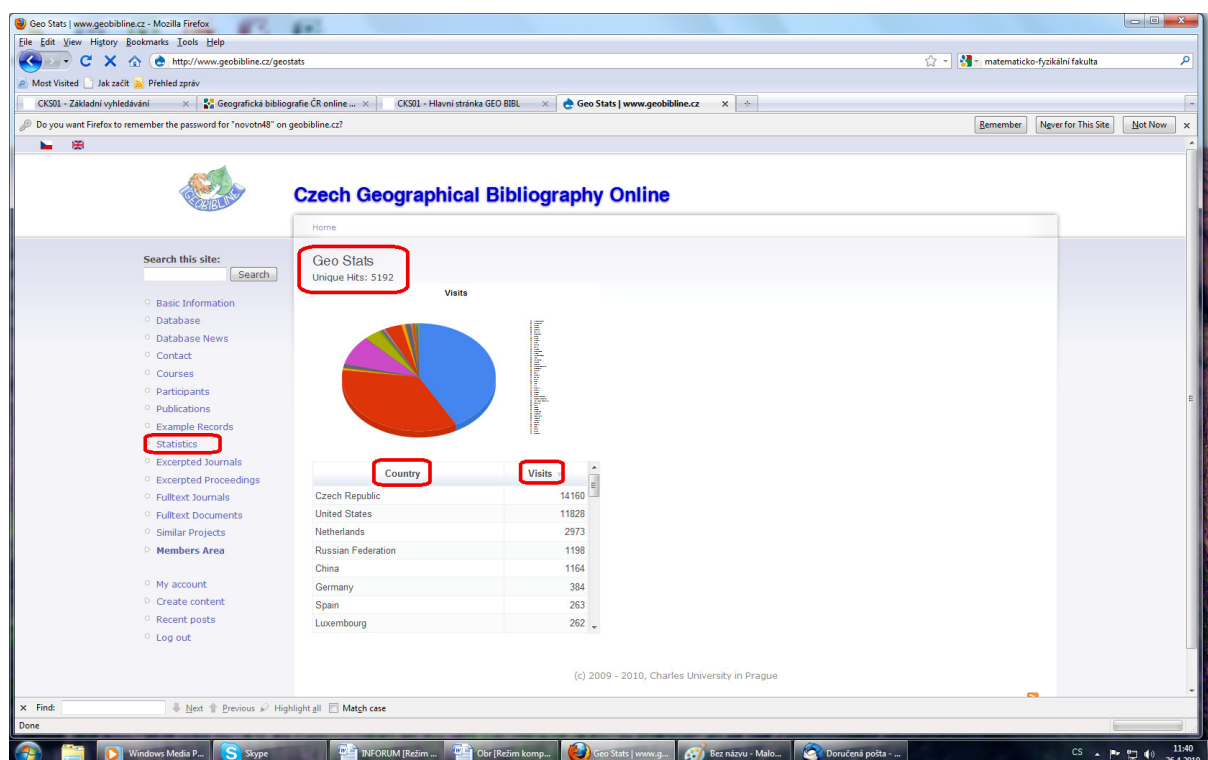 Geo Stats | www.geobibline.cz - Mozilla Firefox
File Edit View History Bookmarks Tools Help
http://www.geobibline.cz/geostats
matematicko-fyzikální fakulta
Most Visited Jak začít Přehled zpráv
CKS01 - Základní vyhledávání
Geografická bibliografie ČR online ...
CKS01 - Hlavní stránka GEO BIBL
Geo Stats | www.geobibline.cz
Do you want Firefox to remember the password for "novotn48" on geobibline.cz?
Remember Never for This Site Not Now
GEOBIBLINE
Czech Geographical Bibliography Online
Home
Search this site:
Search
Basic Information
Database
Database News
Contact
Courses
Participants
Publications
Example Records
Statistics
Excerpted Journals
Excerpted Proceedings
Fulltext Journals
Fulltext Documents
Similar Projects
Members Area
My account
Create content
Recent posts
Log out
Geo Stats
Unique Hits: 5192
Visits
Country Visits
Czech Republic 14160
United States 11828
Netherlands 2973
Russian Federation 1198
China 1164
Germany 384
Spain 263
Luxembourg 262
(c) 2009 - 2010, Charles University in Prague
Find: Next Previous Highlight all Match case
Done
Windows Media P... Skype INFORUM [Režim ... Obr [Režim komp... Geo Stats | www.g... Bez názvu - Malo... Doručená pošta - ... CS 11:40
26.4.2010